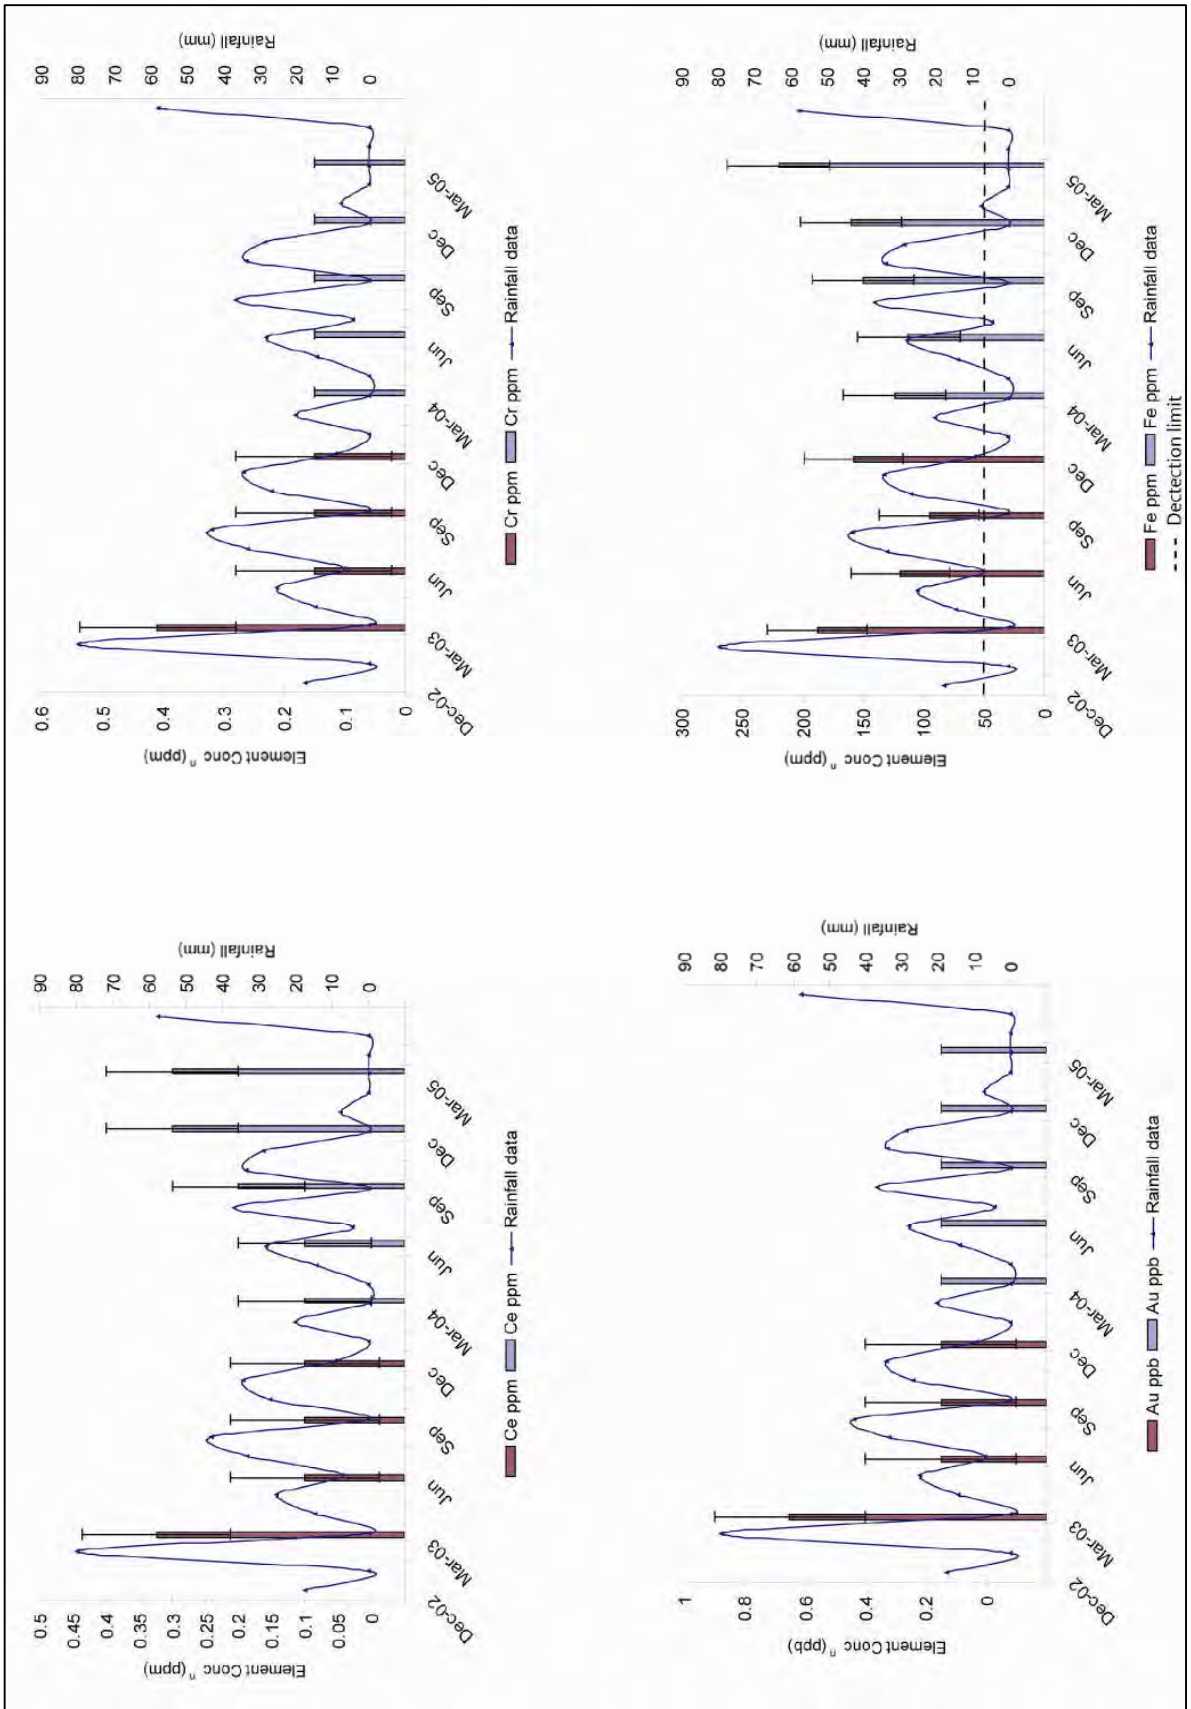 Rainfall (mm)
90 80 70 60 50 40 30 20 10 0
Mar-05
Dec
Sep
Jun
Mar-04
Dec
Sep
Jun
Mar-03
Dec-02
Cr ppm Cr ppm Rainfall data
0.6 0.5 0.4 0.3 0.2 0.1 0
Element Conc n (ppm)
Rainfall (mm)
90 80 70 60 50 40 30 20 10 0
Mar-05
Dec
Sep
Jun
Mar-04
Dec
Sep
Jun
Mar-03
Dec-02
Fe ppm Fe ppm Rainfall data
Dectection limit
300 250 200 150 100 50 0
Element Conc n (ppm)
Rainfall (mm)
90 80 70 60 50 40 30 20 10 0
Mar-05
Dec
Sep
Jun
Mar-04
Dec
Sep
Jun
Mar-03
Dec-02
Ce ppm Ce ppm Rainfall data
0.5 0.45 0.4 0.35 0.3 0.25 0.2 0.15 0.1 0.05 0
Element Conc n (ppm)
Rainfall (mm)
90 80 70 60 50 40 30 20 10 0
Mar-05
Dec
Sep
Jun
Mar-04
Dec
Sep
Jun
Mar-03
Dec-02
Au ppb Au ppb Rainfall data
1 0.8 0.6 0.4 0.2 0
Element Conc n (ppb)